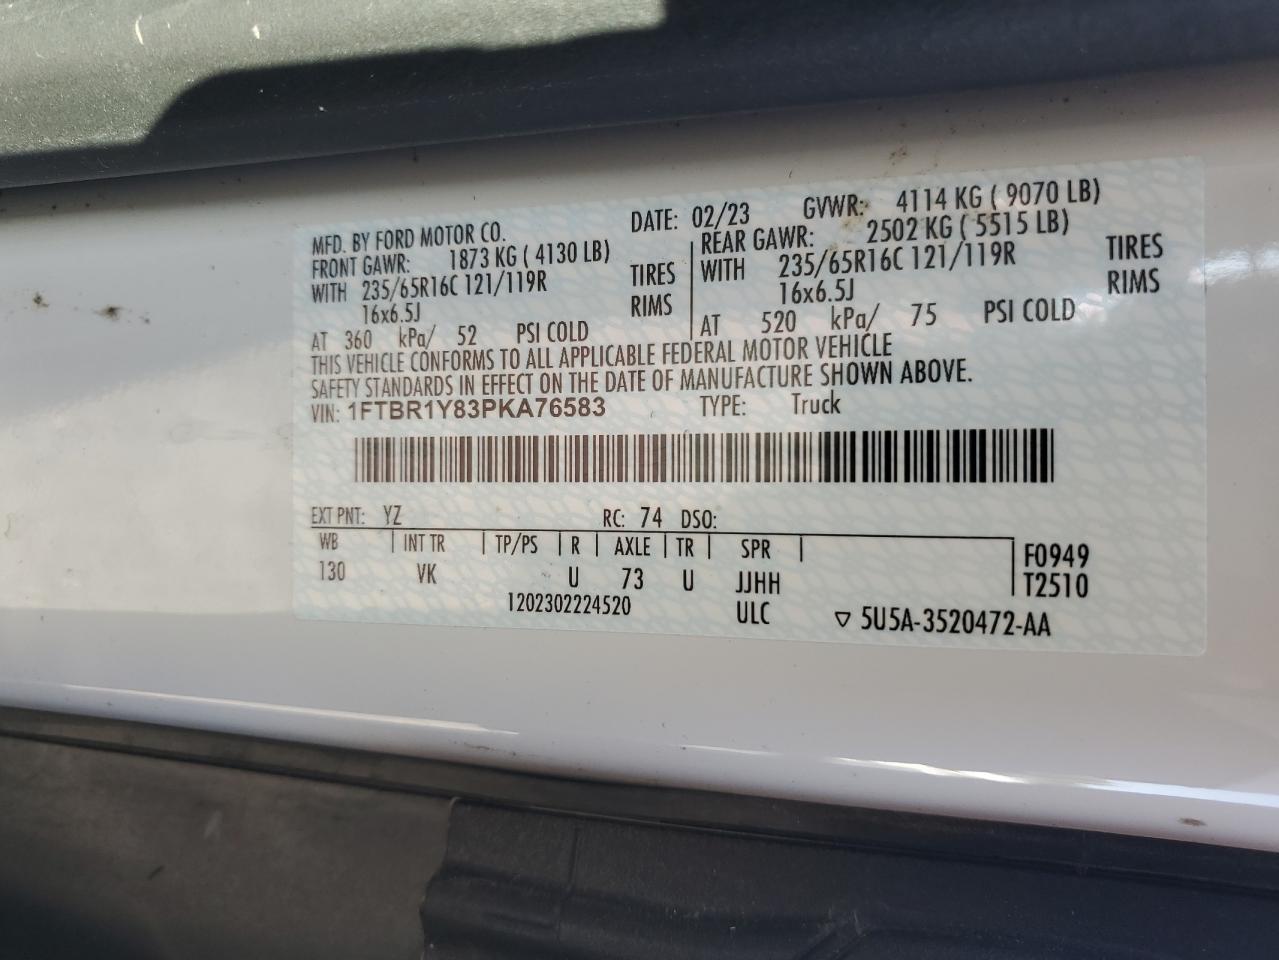 MFD. BY FORD MOTOR CO. DATE: 02/23 GVWR: 4114 KG ( 9070 LB)
FRONT GAWR: 1873 KG ( 4130 LB) REAR GAWR: 2502 KG ( 5515 LB)
WITH 235/65R16C 121/119R TIRES WITH 235/65R16C 121/119R TIRES
16x6.5J RIMS 16x6.5J RIMS
AT 360 kPa/ 52 PSI COLD AT 520 kPa/ 75 PSI COLD
THIS VEHICLE CONFORMS TO ALL APPLICABLE FEDERAL MOTOR VEHICLE
SAFETY STANDARDS IN EFFECT ON THE DATE OF MANUFACTURE SHOWN ABOVE.
VIN: 1FTBR1Y83PKA76583 TYPE: Truck
EXT PNT: YZ RC: 74 DSO:
WB INT TR TP/PS R AXLE TR SPR F0949
130 VK U 73 U JJHH T2510
1202302224520 ULC ▽ 5U5A-3520472-AA